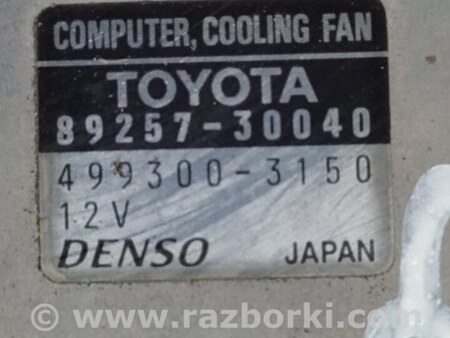 COMPUTER, COOLING FAN
TOYOTA
89257-30040
499300-3150
12V
DENSO JAPAN
© www.razborki.com